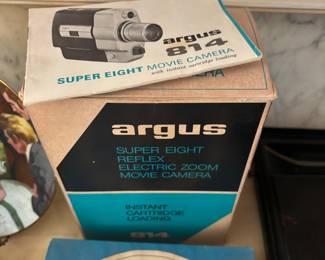 argus
814
SUPER EIGHT MOVIE CAMERA
with instant cartridge loading
argus
SUPER EIGHT
REFLEX
ELECTRIC ZOOM
MOVIE CAMERA
INSTANT
CARTRIDGE
LOADING
814